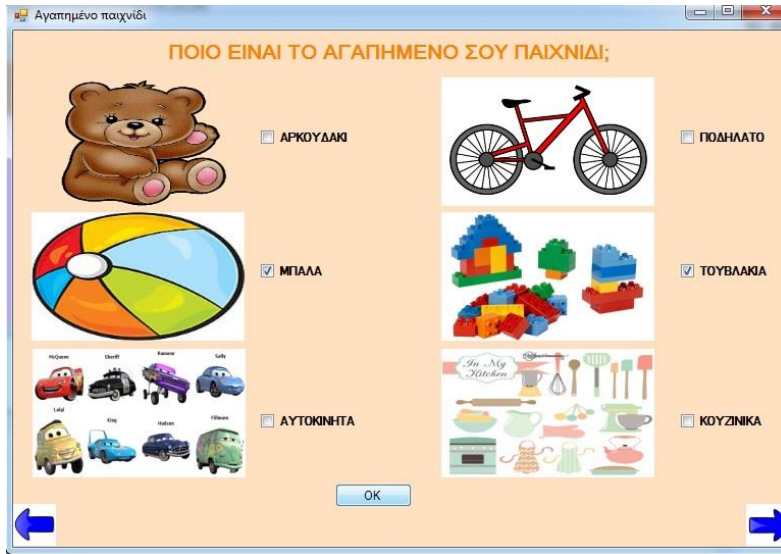 Αγαπημένο παιχνίδι
ΠΟΙΟ ΕΙΝΑΙ ΤΟ ΑΓΑΠΗΜΕΝΟ ΣΟΥ ΠΑΙΧΝΙΔΙ;
ΑΡΚΟΥΔΑΚΙ
ΠΟΔΗΛΑΤΟ
ΜΠΑΛΑ
ΤΟΥΒΛΑΚΙΑ
McQueen Sheriff Ramone Sally
Luigi King Hudson Fillmore
ΑΥΤΟΚΙΝΗΤΑ
In My
Kitchen
ΚΟΥΖΙΝΙΚΑ
OK